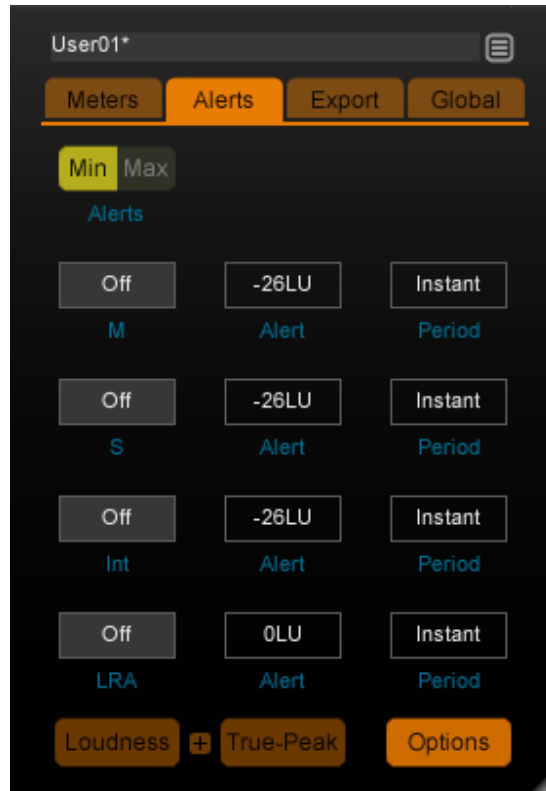 User01*
Meters Alerts Export Global
Min Max
Alerts
Off -26LU Instant
M Alert Period
Off -26LU Instant
S Alert Period
Off -26LU Instant
Int Alert Period
Off 0LU Instant
LRA Alert Period
Loudness + True-Peak Options